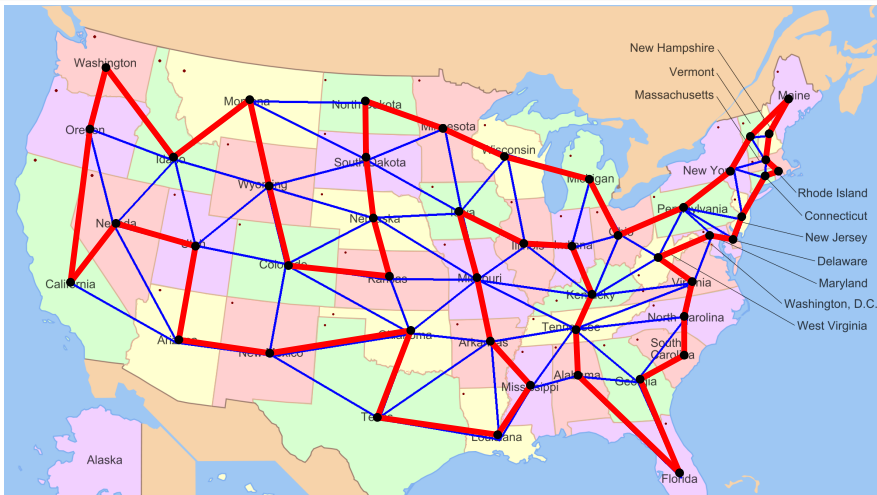 New Hampshire
Vermont
Massachusetts
Washington
Montana
North Dakota
Minnesota
Maine
Oregon
Idaho
Wisconsin
South Dakota
Michigan
New York
Rhode Island
Wyoming
Connecticut
Pennsylvania
Nevada
Nebraska
Iowa
Utah
Illinois
Indiana
Ohio
New Jersey
Colorado
Delaware
California
Kansas
Missouri
Kentucky
Virginia
Maryland
Washington, D.C.
North Carolina
West Virginia
Arizona
New Mexico
Oklahoma
Arkansas
Tennessee
South
Carolina
Alabama
Georgia
Mississippi
Texas
Louisiana
Alaska
Florida